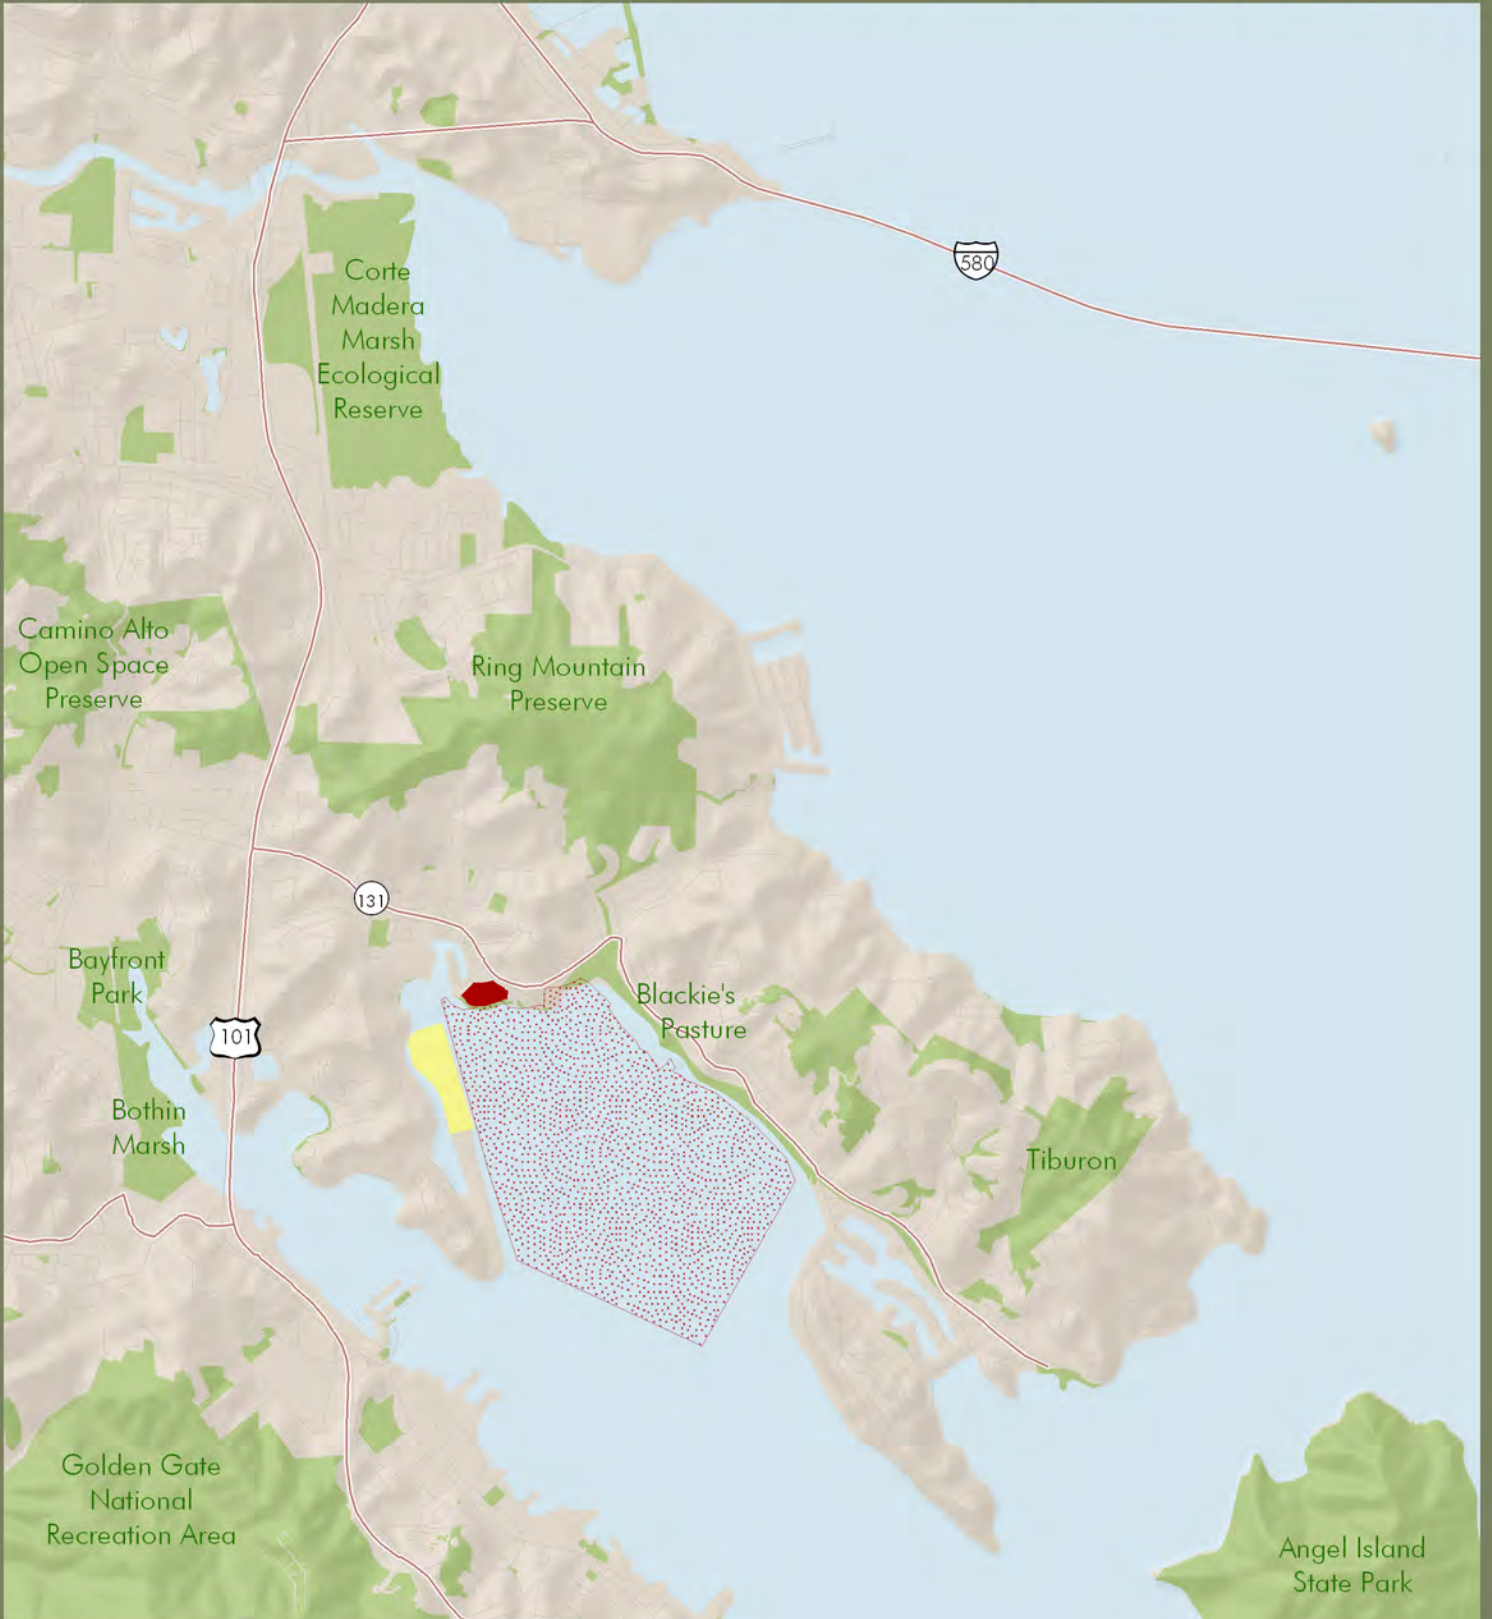 580
Corte
Madera
Marsh
Ecological
Reserve
Camino Alto
Open Space
Preserve
Ring Mountain
Preserve
131
Bayfront
Park
Blackie's
Pasture
101
Bothin
Marsh
Tiburon
Golden Gate
National
Recreation Area
Angel Island
State Park